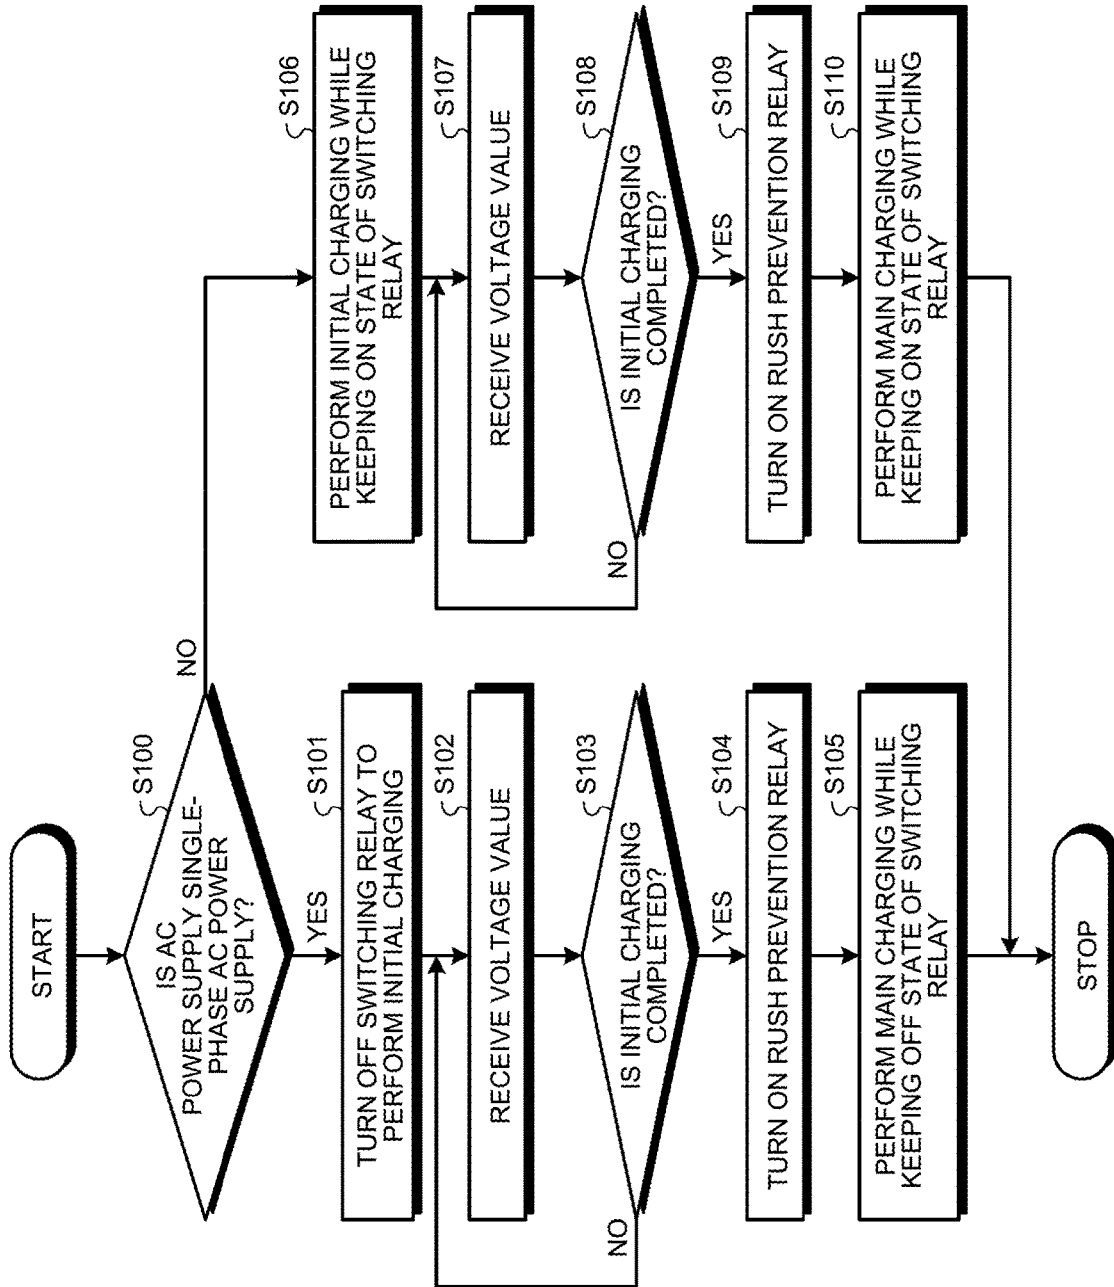 START
S100
IS AC
POWER SUPPLY SINGLE-
PHASE AC POWER
SUPPLY?
NO
YES
S101
TURN OFF SWITCHING RELAY TO
PERFORM INITIAL CHARGING
S102
RECEIVE VOLTAGE VALUE
S103
IS INITIAL CHARGING
COMPLETED?
NO
YES
S104
TURN ON RUSH PREVENTION RELAY
S105
PERFORM MAIN CHARGING WHILE
KEEPING OFF STATE OF SWITCHING
RELAY
S106
PERFORM INITIAL CHARGING WHILE
KEEPING ON STATE OF SWITCHING
RELAY
S107
RECEIVE VOLTAGE VALUE
S108
IS INITIAL CHARGING
COMPLETED?
NO
YES
S109
TURN ON RUSH PREVENTION RELAY
S110
PERFORM MAIN CHARGING WHILE
KEEPING ON STATE OF SWITCHING
RELAY
STOP